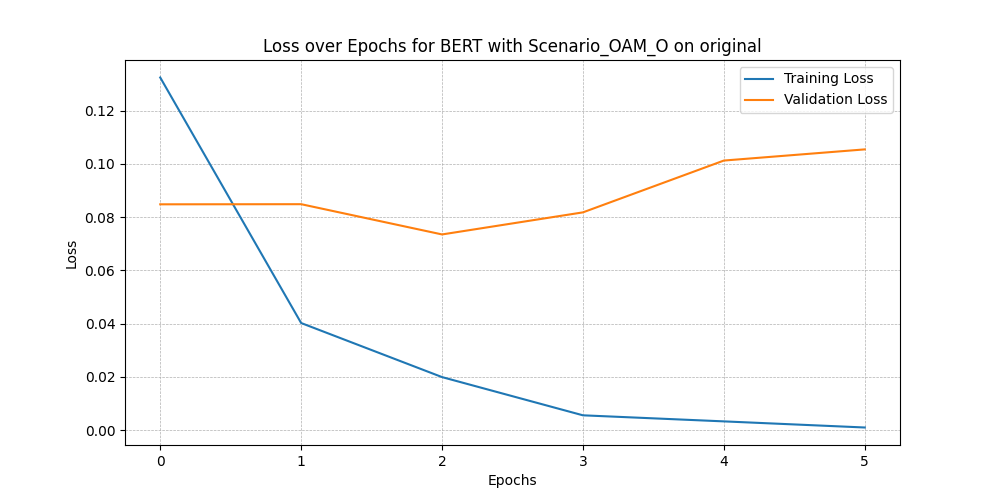 Loss over Epochs for BERT with Scenario_OAM_O on original
Training Loss
Validation Loss
0.12
0.10
0.08
0.06
0.04
0.02
0.00
Loss
0 1 2 3 4 5
Epochs